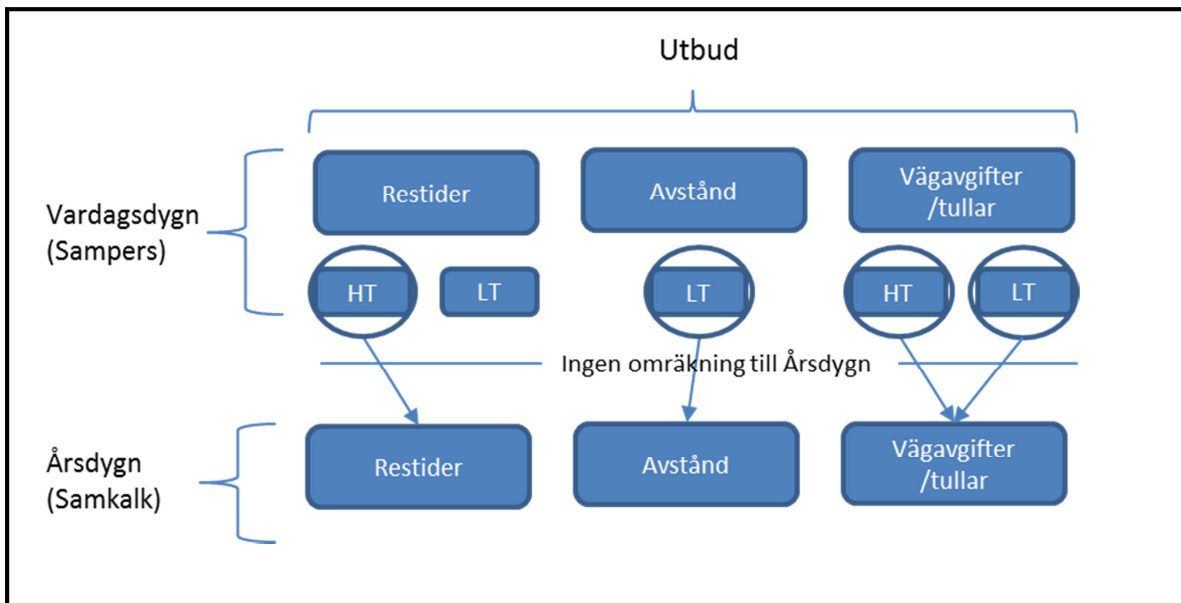 Utbud
Restider
Avstånd
Vägavgifter
/tullar
Vardagsdygn
(Sampers)
HT
LT
LT
HT
LT
Ingen omräkning till Årsdygn
Årsdygn
(Samkalk)
Restider
Avstånd
Vägavgifter
/tullar